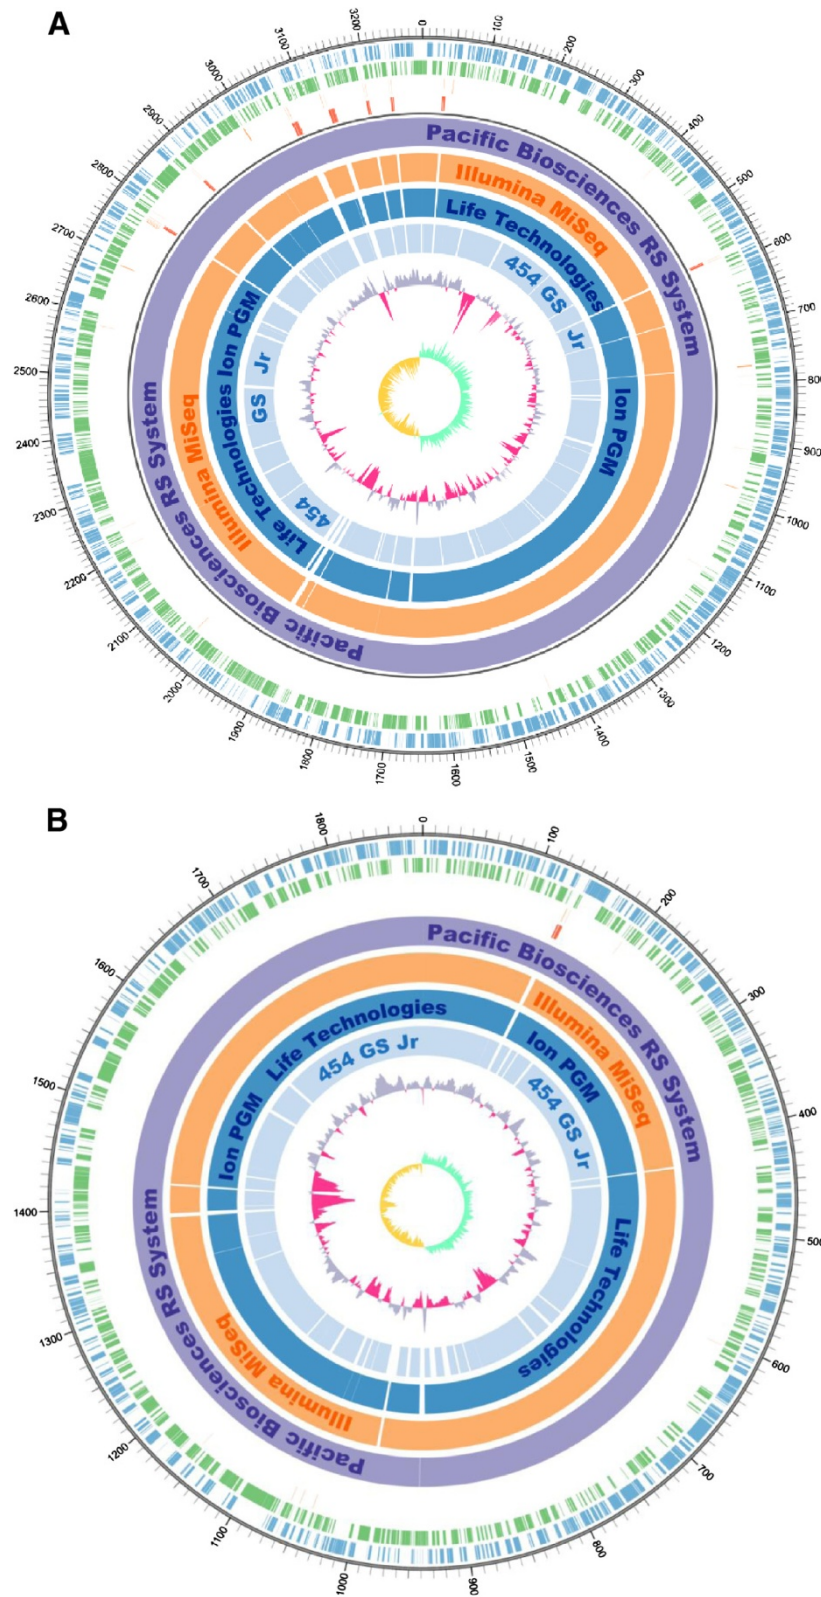 A
0
100
200
300
400
500
600
700
800
900
1000
1100
1200
1300
1400
1500
1600
1700
1800
1900
2000
2100
2200
2300
2400
2500
2600
2700
2800
2900
3000
3100
3200
Pacific Biosciences RS System
Pacific Biosciences RS System
Illumina MiSeq
Illumina MiSeq
Life Technologies
Ion PGM
Life Technologies Ion PGM
454 GS Jr
454 GS Jr
B
0
100
200
300
400
500
600
700
800
900
1000
1100
1200
1300
1400
1500
1600
1700
1800
Pacific Biosciences RS System
Pacific Biosciences RS System
Illumina MiSeq
Illumina MiSeq
Ion PGM
Life Technologies
Ion PGM
Life Technologies
454 GS Jr
454 GS Jr